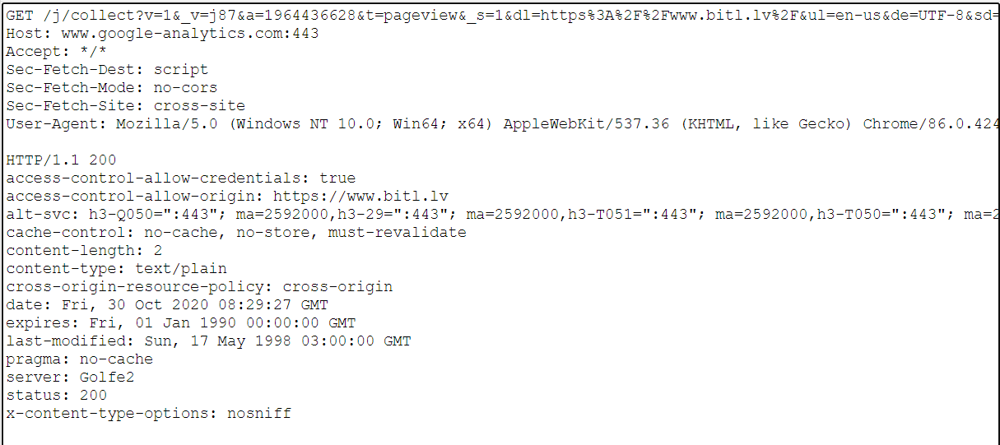 GET /j/collect?v=1&_v=j87&a=1964436628&t=pageview&_s=1&dl=https%3A%2F%2Fwww.bitl.lv%2F&ul=en-us&de=UTF-8&sd=
Host: www.google-analytics.com:443
Accept: */*
Sec-Fetch-Dest: script
Sec-Fetch-Mode: no-cors
Sec-Fetch-Site: cross-site
User-Agent: Mozilla/5.0 (Windows NT 10.0; Win64; x64) AppleWebKit/537.36 (KHTML, like Gecko) Chrome/86.0.424
HTTP/1.1 200
access-control-allow-credentials: true
access-control-allow-origin: https://www.bitl.lv
alt-svc: h3-Q050=":443"; ma=2592000,h3-29=":443"; ma=2592000,h3-T051=":443"; ma=2592000,h3-T050=":443"; ma=2
cache-control: no-cache, no-store, must-revalidate
content-length: 2
content-type: text/plain
cross-origin-resource-policy: cross-origin
date: Fri, 30 Oct 2020 08:29:27 GMT
expires: Fri, 01 Jan 1990 00:00:00 GMT
last-modified: Sun, 17 May 1998 03:00:00 GMT
pragma: no-cache
server: Golfe2
status: 200
x-content-type-options: nosniff